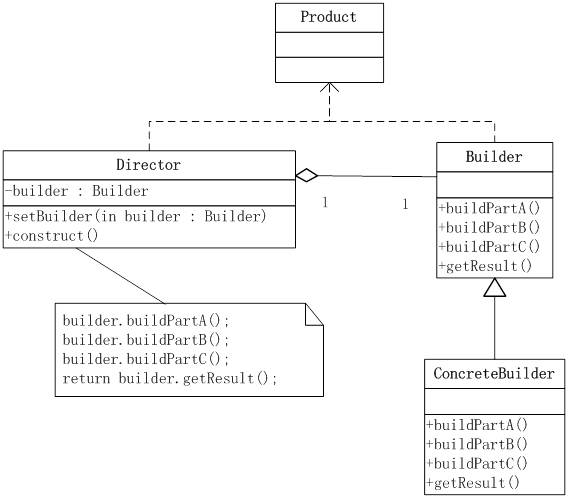 Product
Director
-builder : Builder
+setBuilder(in builder : Builder)
+construct()
1
1
Builder
+buildPartA()
+buildPartB()
+buildPartC()
+getResult()
builder.buildPartA();
builder.buildPartB();
builder.buildPartC();
return builder.getResult();
ConcreteBuilder
+buildPartA()
+buildPartB()
+buildPartC()
+getResult()